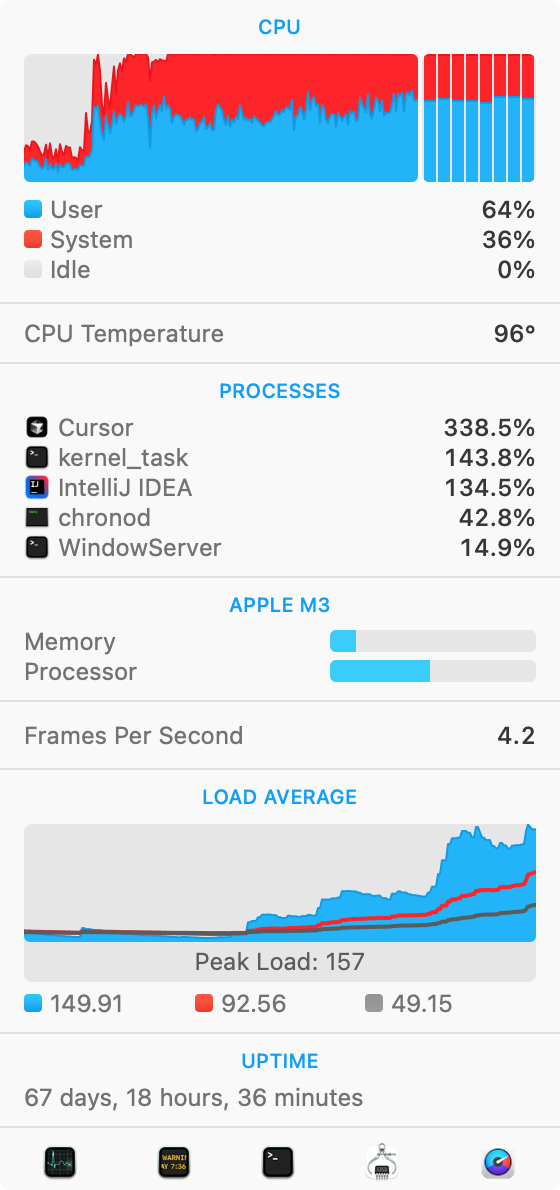 CPU
User 64%
System 36%
Idle 0%
CPU Temperature 96°
PROCESSES
Cursor 338.5%
kernel_task 143.8%
IntelliJ IDEA 134.5%
chronod 42.8%
WindowServer 14.9%
APPLE M3
Memory
Processor
Frames Per Second 4.2
LOAD AVERAGE
Peak Load: 157
149.91 92.56 49.15
UPTIME
67 days, 18 hours, 36 minutes
WARNIN
AY 7:36